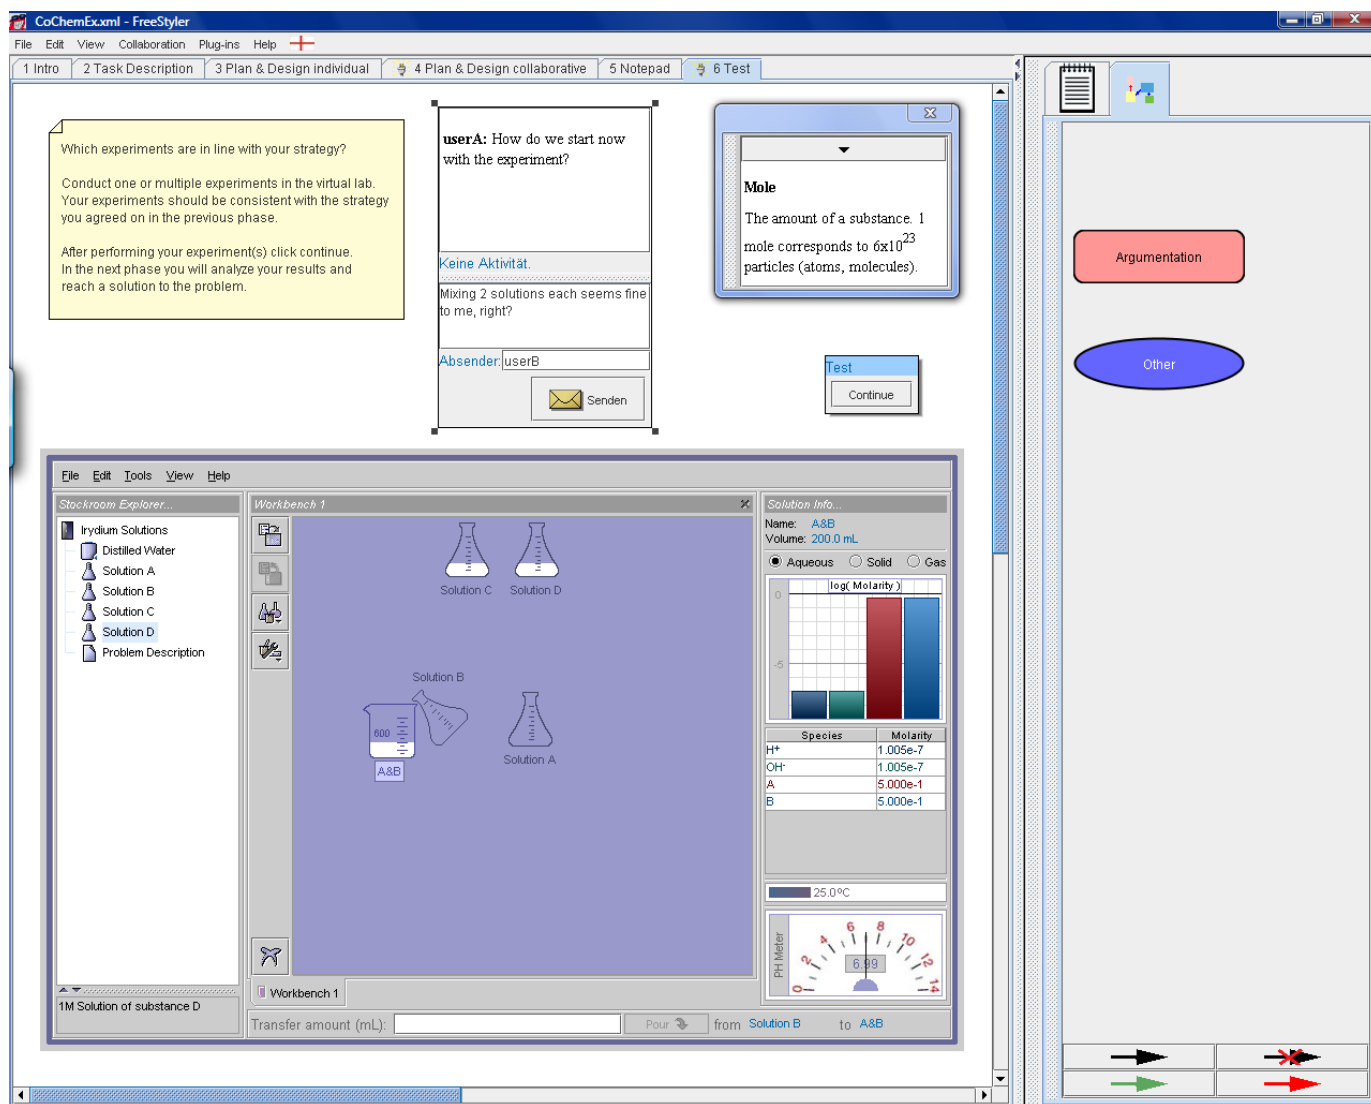 CoChemEx.xml - FreeStyler
File Edit View Collaboration Plug-ins Help
1 Intro 2 Task Description 3 Plan & Design individual 4 Plan & Design collaborative 5 Notepad 6 Test
Which experiments are in line with your strategy?
Conduct one or multiple experiments in the virtual lab.
Your experiments should be consistent with the strategy
you agreed on in the previous phase.
After performing your experiment(s) click continue.
In the next phase you will analyze your results and
reach a solution to the problem.
userA: How do we start now
with the experiment?
Keine Aktivität.
Mixing 2 solutions each seems fine
to me, right?
Absender: userB
Senden
Mole
The amount of a substance. 1
mole corresponds to 6x10^23
particles (atoms, molecules).
Test
Continue
Argumentation
Other
File Edit Tools View Help
Stockroom Explorer...
Irydium Solutions
Distilled Water
Solution A
Solution B
Solution C
Solution D
Problem Description
1M Solution of substance D
Workbench 1
Solution C Solution D
Solution B
600
A&B
Solution A
Workbench 1
Transfer amount (mL): Pour from Solution B to A&B
Solution Info...
Name: A&B
Volume: 200.0 mL
Aqueous Solid Gas
log( Molarity )
0
-5
Species Molarity
H+ 1.005e-7
OH- 1.005e-7
A 5.000e-1
B 5.000e-1
25.0ºC
PH Meter
0 2 4 6 8 10 12 14
6.99